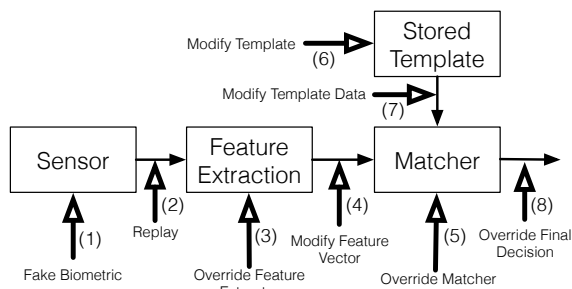 Modify Template
(6)
Stored
Template
Modify Template Data
(7)
Sensor
Feature
Extraction
Matcher
(1)
(2)
(3)
(4)
(5)
(8)
Fake Biometric
Replay
Override Feature
Modify Feature
Vector
Override Matcher
Override Final
Decision